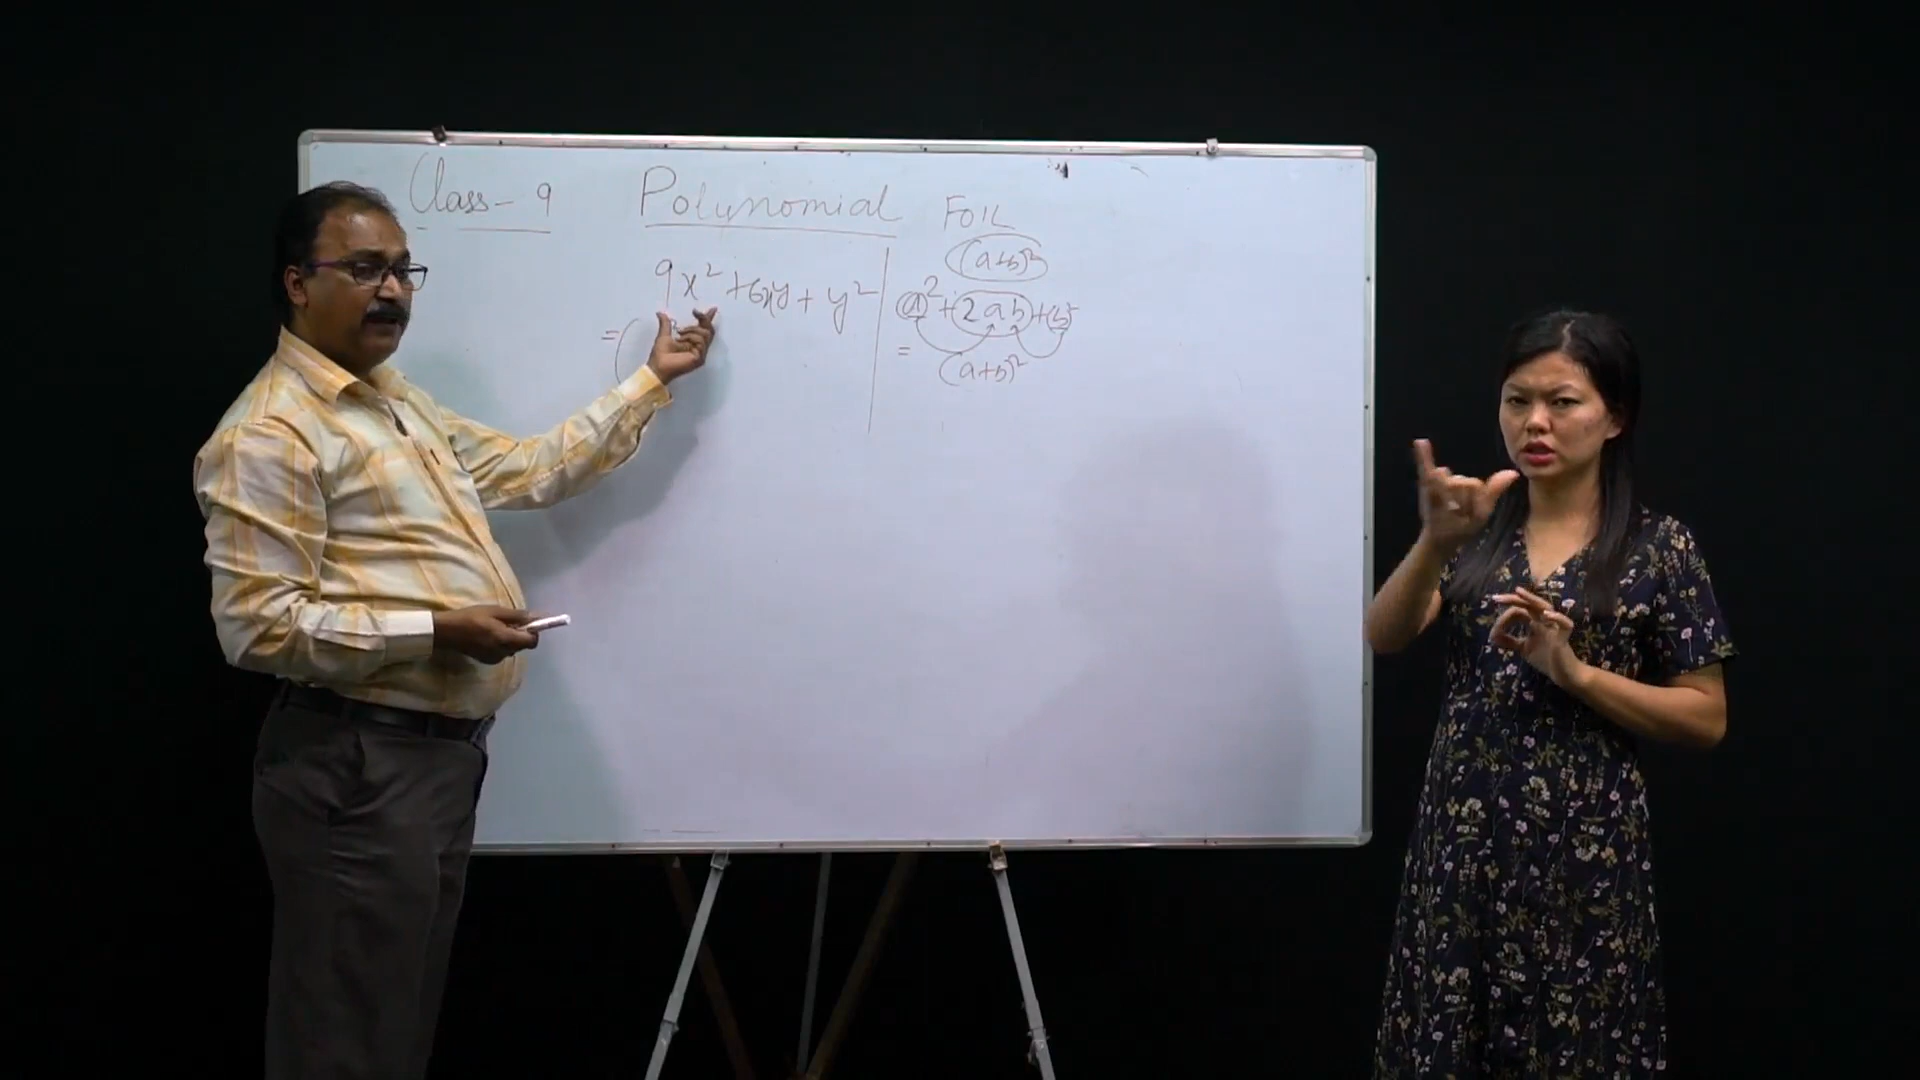 Class - 9 Polynomial FOIL
(a+b)²
9x² + 6xy + y² a² + 2ab + b²
= (
= (a+b)²